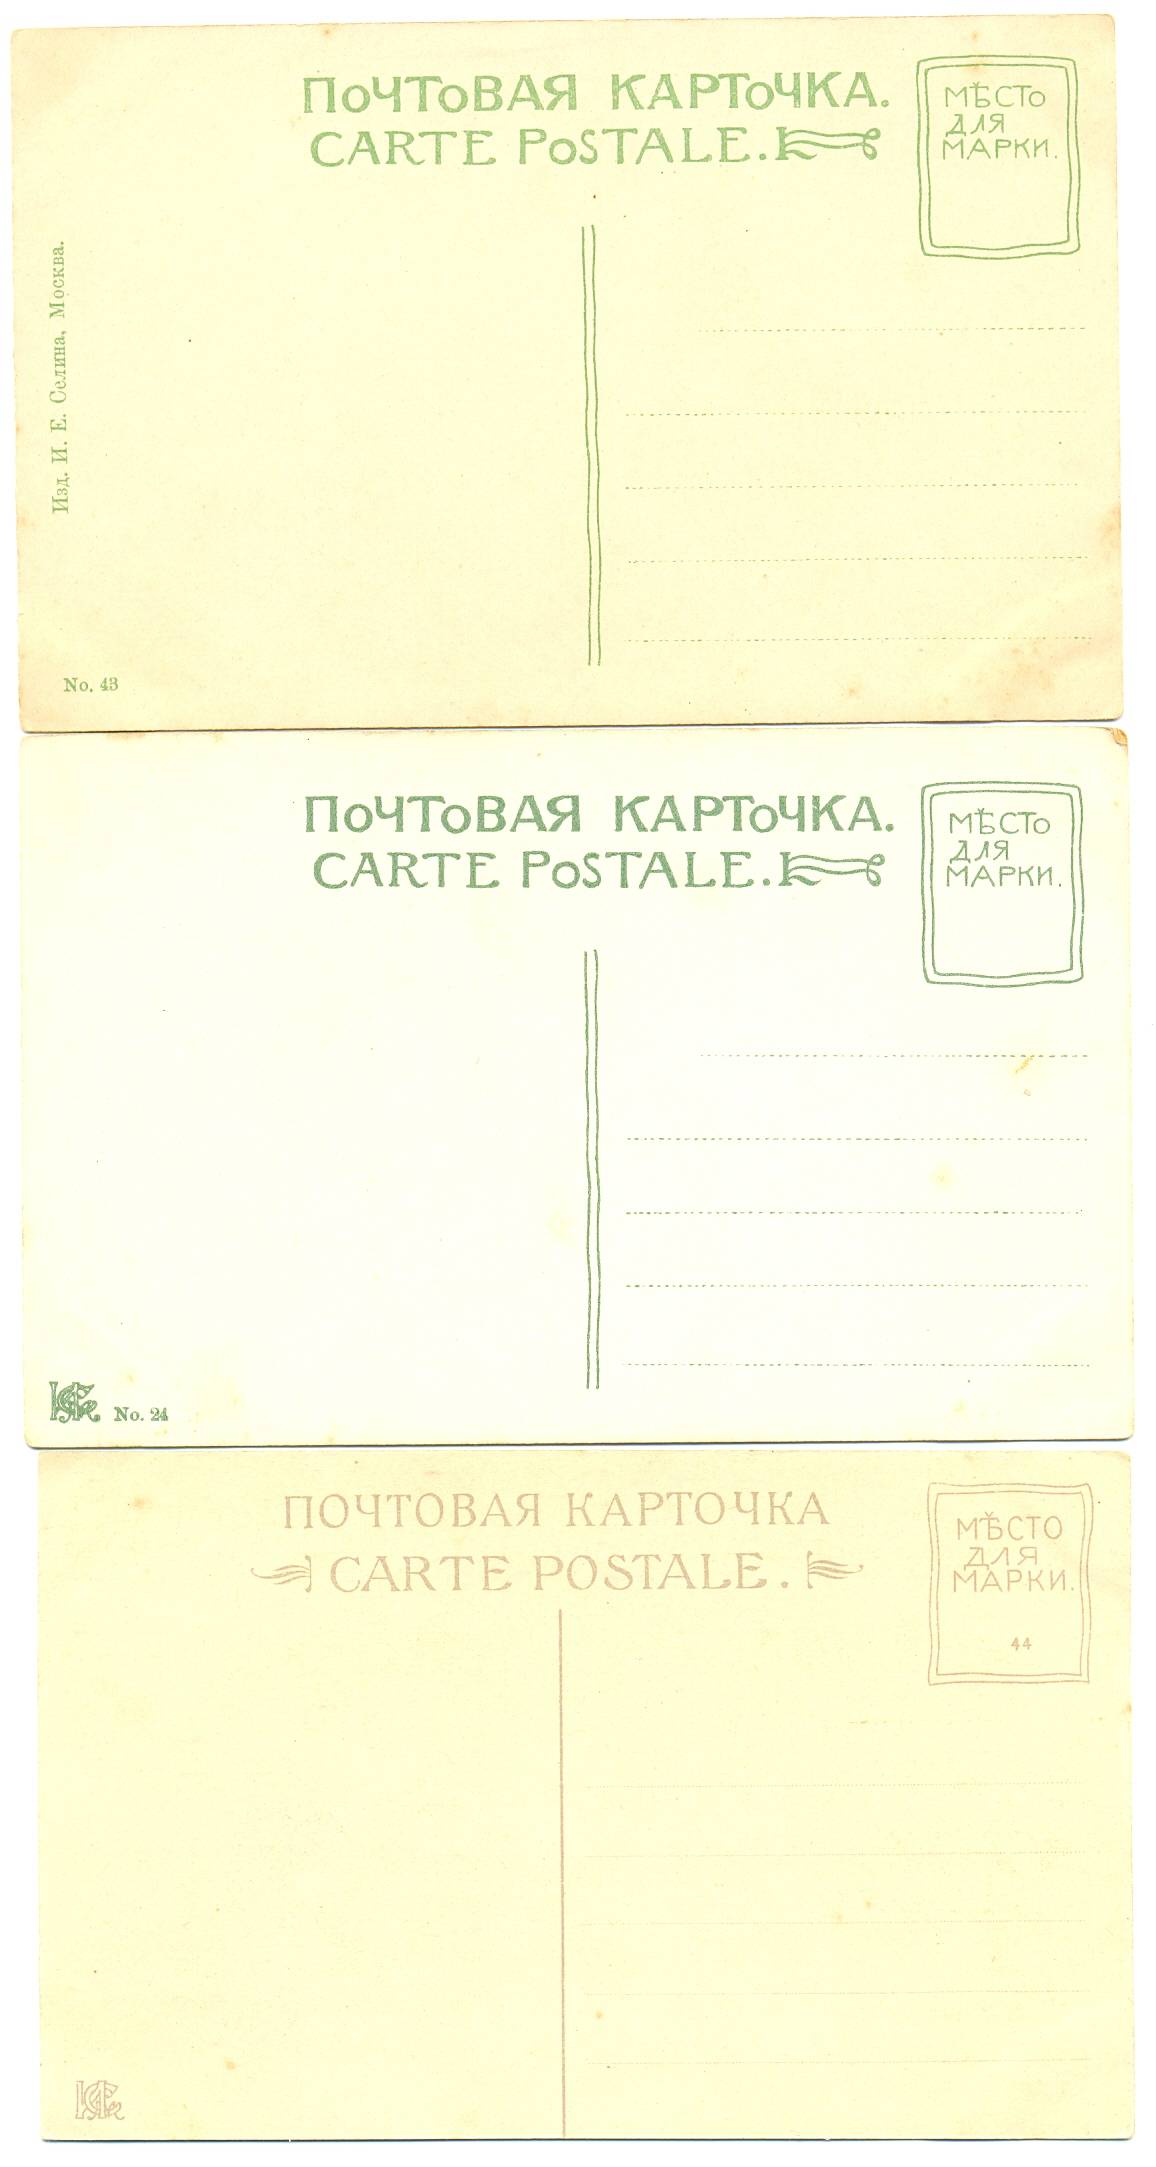 ПОЧТОВАЯ КАРТОЧКА.
CARTE POSTALE.
МѢСТО
ДЛЯ
МАРКИ.
Изд. И. Е. Селина, Москва.
No. 43
ПОЧТОВАЯ КАРТОЧКА.
CARTE POSTALE.
МѢСТО
ДЛЯ
МАРКИ.
No. 24
ПОЧТОВАЯ КАРТОЧКА
CARTE POSTALE.
МѢСТО
ДЛЯ
МАРКИ.
44